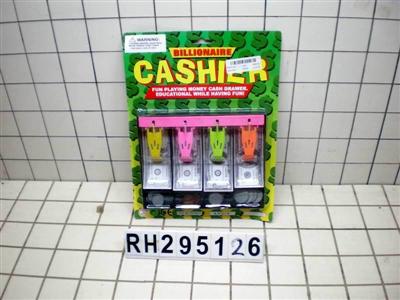 WARNING
BILLIONAIRE
CASHIER
FUN PLAYING MONEY CASH DRAWER.
EDUCATIONAL WHILE HAVING FUN!
RH295126